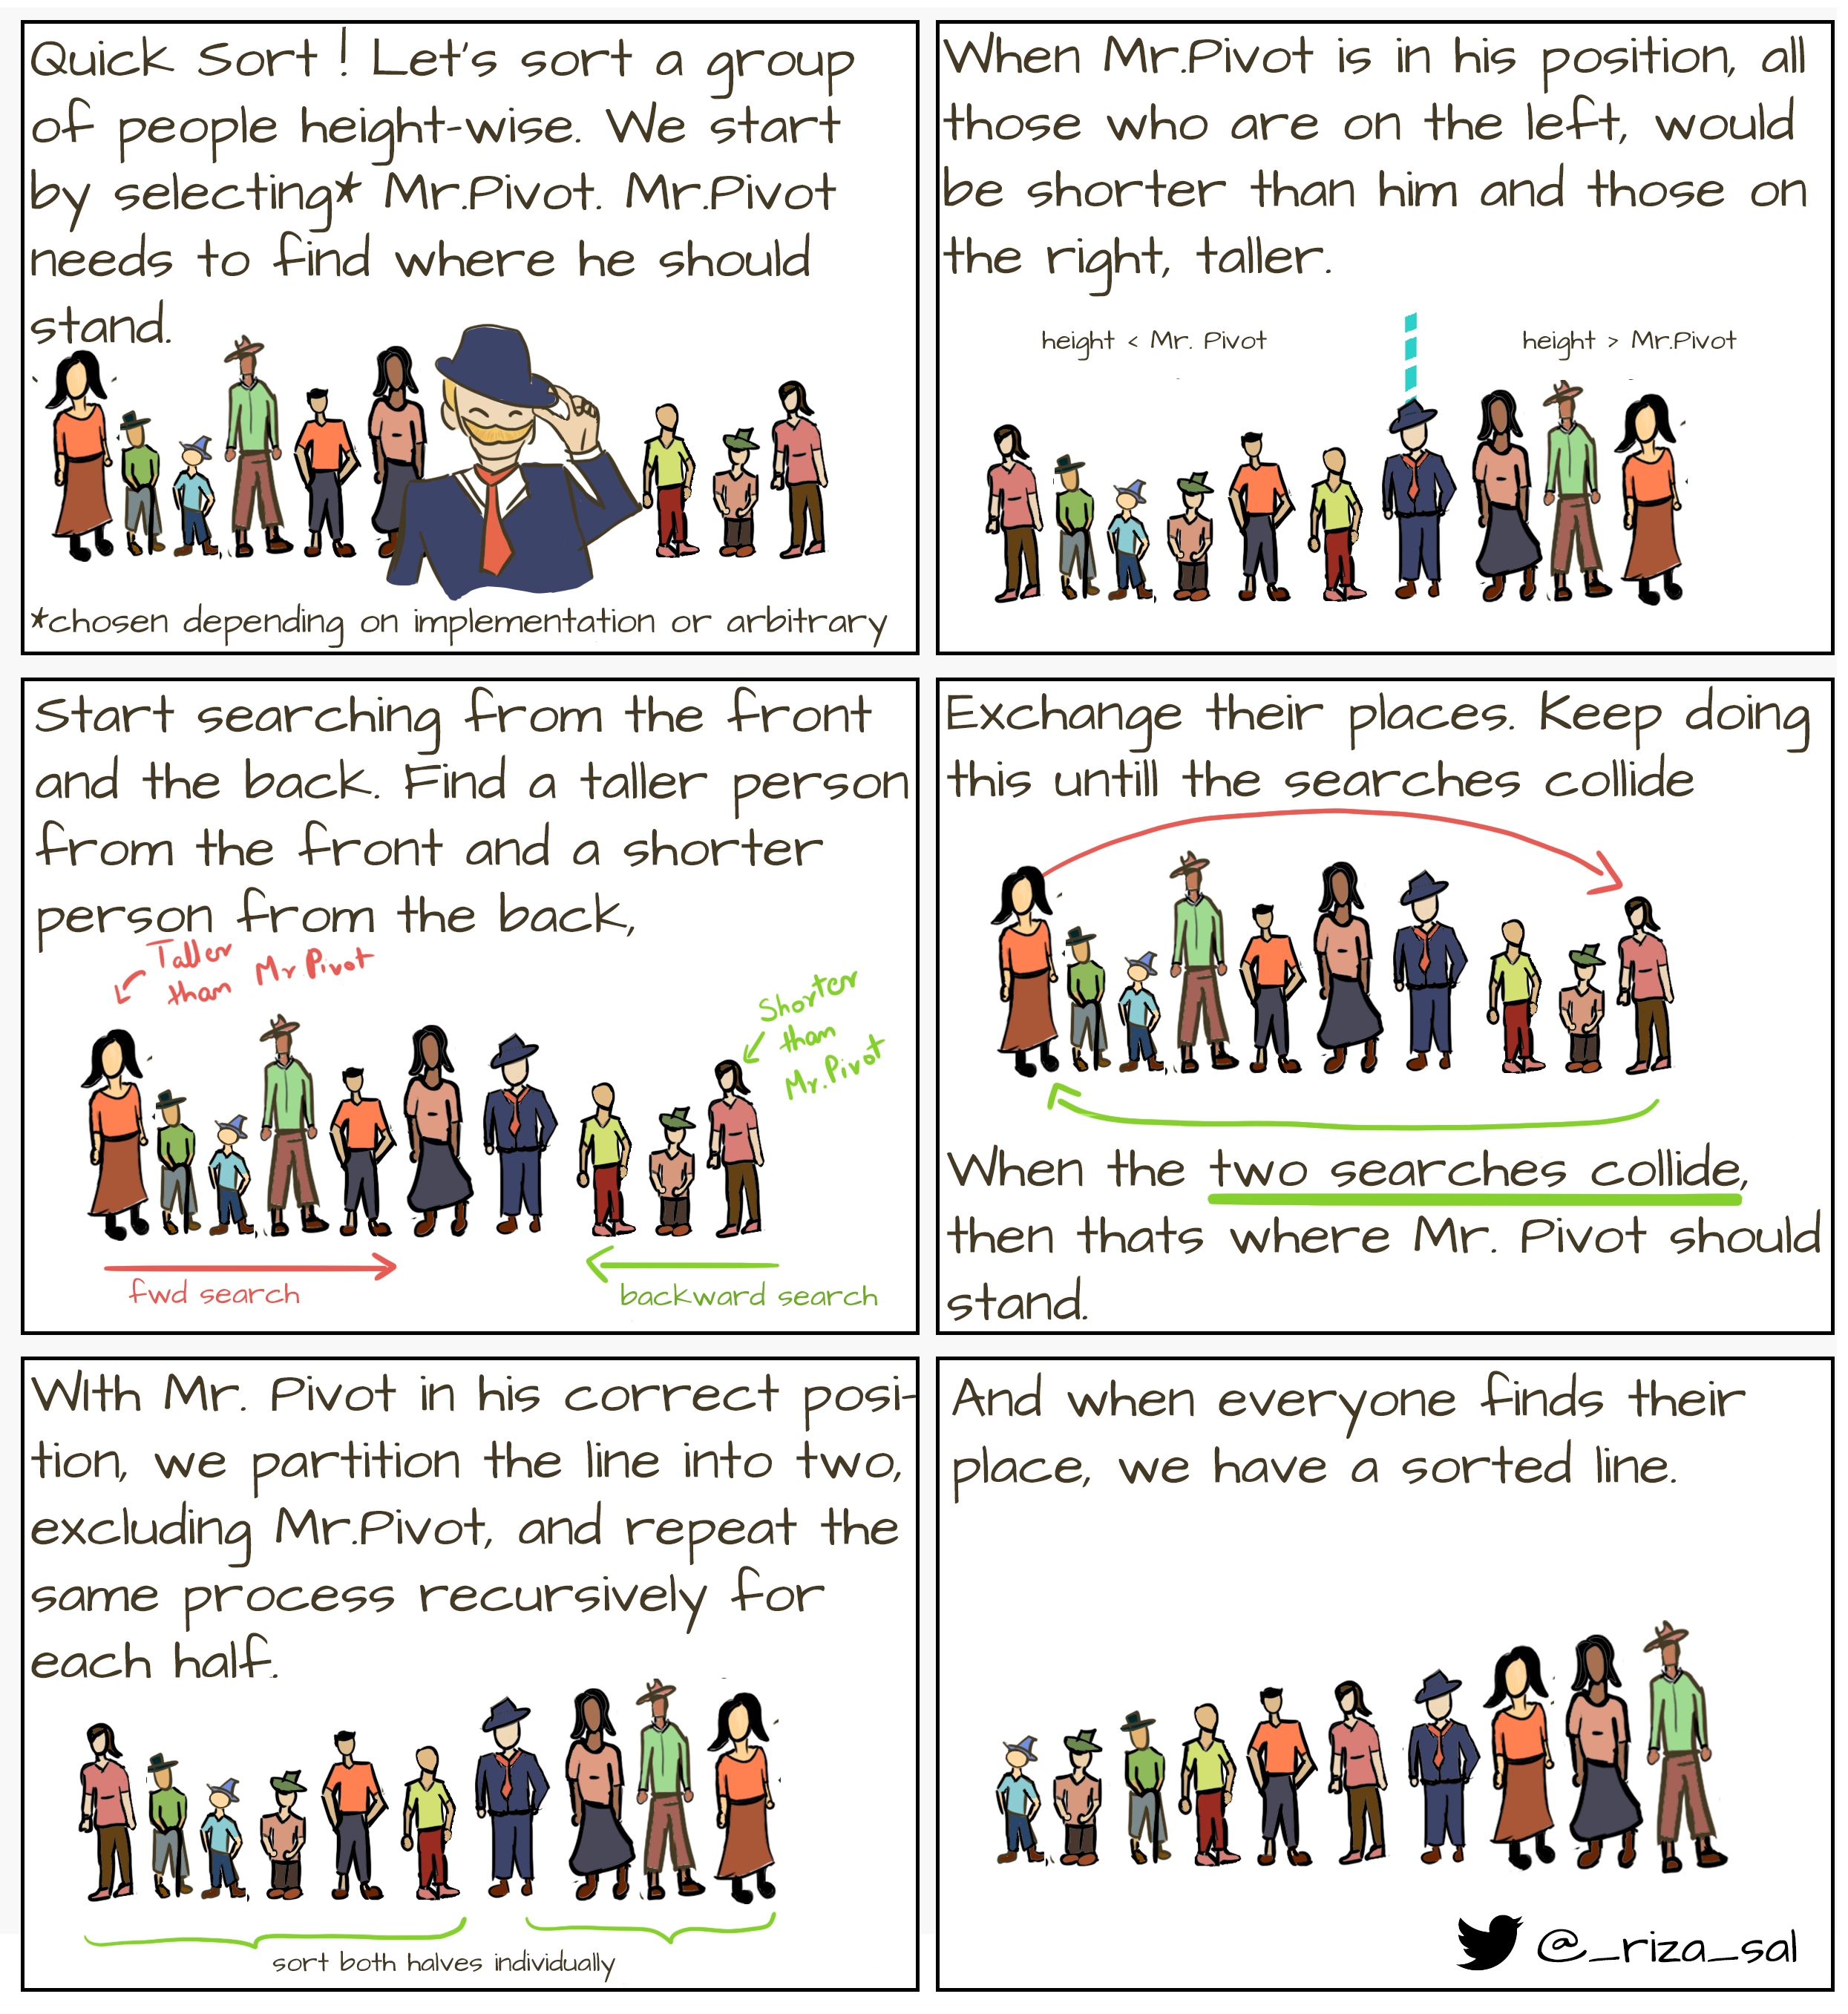 Quick Sort! Let's sort a group
of people height-wise. We start
by selecting* Mr.Pivot. Mr.Pivot
needs to find where he should
stand.
*chosen depending on implementation or arbitrary
When Mr.Pivot is in his position, all
those who are on the left, would
be shorter than him and those on
the right, taller.
height < Mr. Pivot
height > Mr.Pivot
Start searching from the front
and the back. Find a taller person
from the front and a shorter
person from the back,
Taller
than Mr Pivot
Shorter
than
Mr.Pivot
fwd search
backward search
Exchange their places. Keep doing
this untill the searches collide
When the two searches collide,
then thats where Mr. Pivot should
stand.
WIth Mr. Pivot in his correct posi-
tion, we partition the line into two,
excluding Mr.Pivot, and repeat the
same process recursively for
each half.
sort both halves individually
And when everyone finds their
place, we have a sorted line.
@_riza_sal